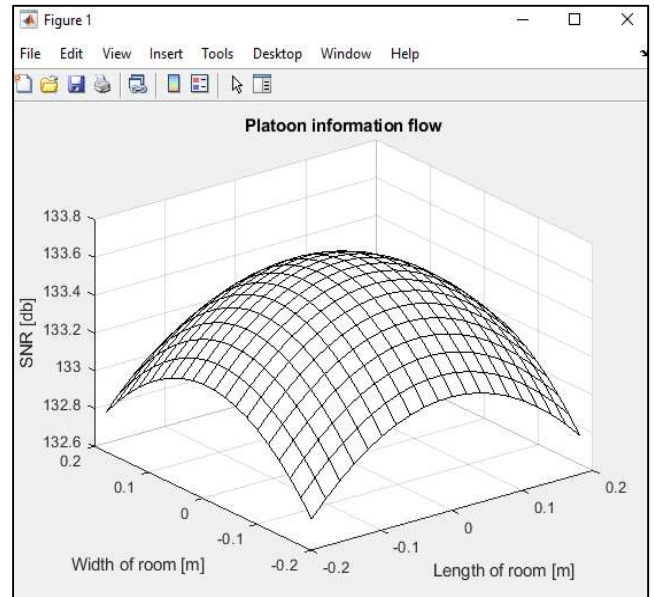 Figure 1
File Edit View Insert Tools Desktop Window Help
Platoon information flow
133.8
133.6
133.4
133.2
133
132.8
132.6
SNR [db]
0.2
0.1
0
-0.1
-0.2
Width of room [m]
-0.2
-0.1
0
0.1
0.2
Length of room [m]